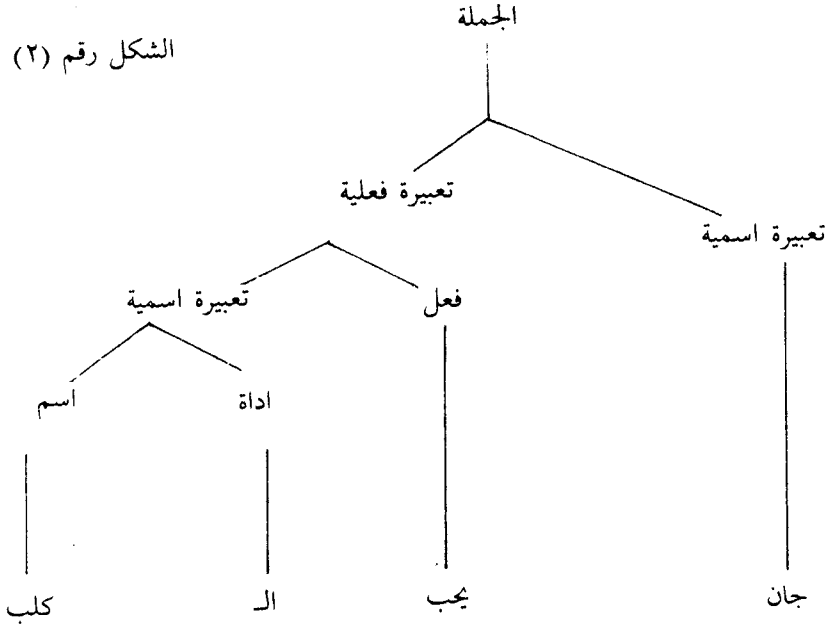 الجملة
الشكل رقم (٢)
تعبيرة فعلية
تعبيرة اسمية
فعل
تعبيرة اسمية
اداة
اسم
جان
يحب
الـ
كلب